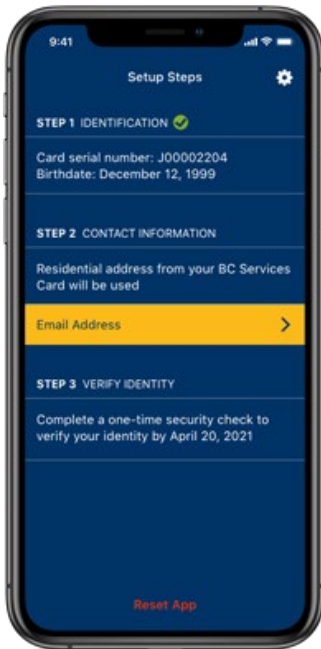 9:41
Setup Steps
STEP 1 IDENTIFICATION
Card serial number: J00002204
Birthdate: December 12, 1999
STEP 2 CONTACT INFORMATION
Residential address from your BC Services
Card will be used
Email Address
STEP 3 VERIFY IDENTITY
Complete a one-time security check to
verify your identity by April 20, 2021
Reset App